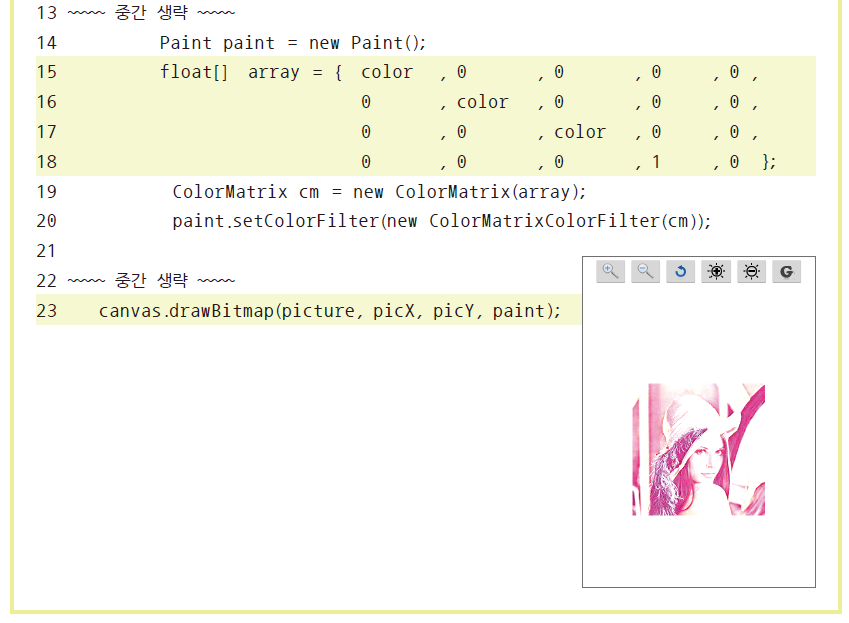 13 ~~~~ 중간 생략 ~~~~
14 Paint paint = new Paint();
15 float[] array = { color , 0 , 0 , 0 , 0 ,
16 0 , color , 0 , 0 , 0 ,
17 0 , 0 , color , 0 , 0 ,
18 0 , 0 , 0 , 1 , 0 };
19 ColorMatrix cm = new ColorMatrix(array);
20 paint.setColorFilter(new ColorMatrixColorFilter(cm));
21
22 ~~~~ 중간 생략 ~~~~
23 canvas.drawBitmap(picture, picX, picY, paint);
G